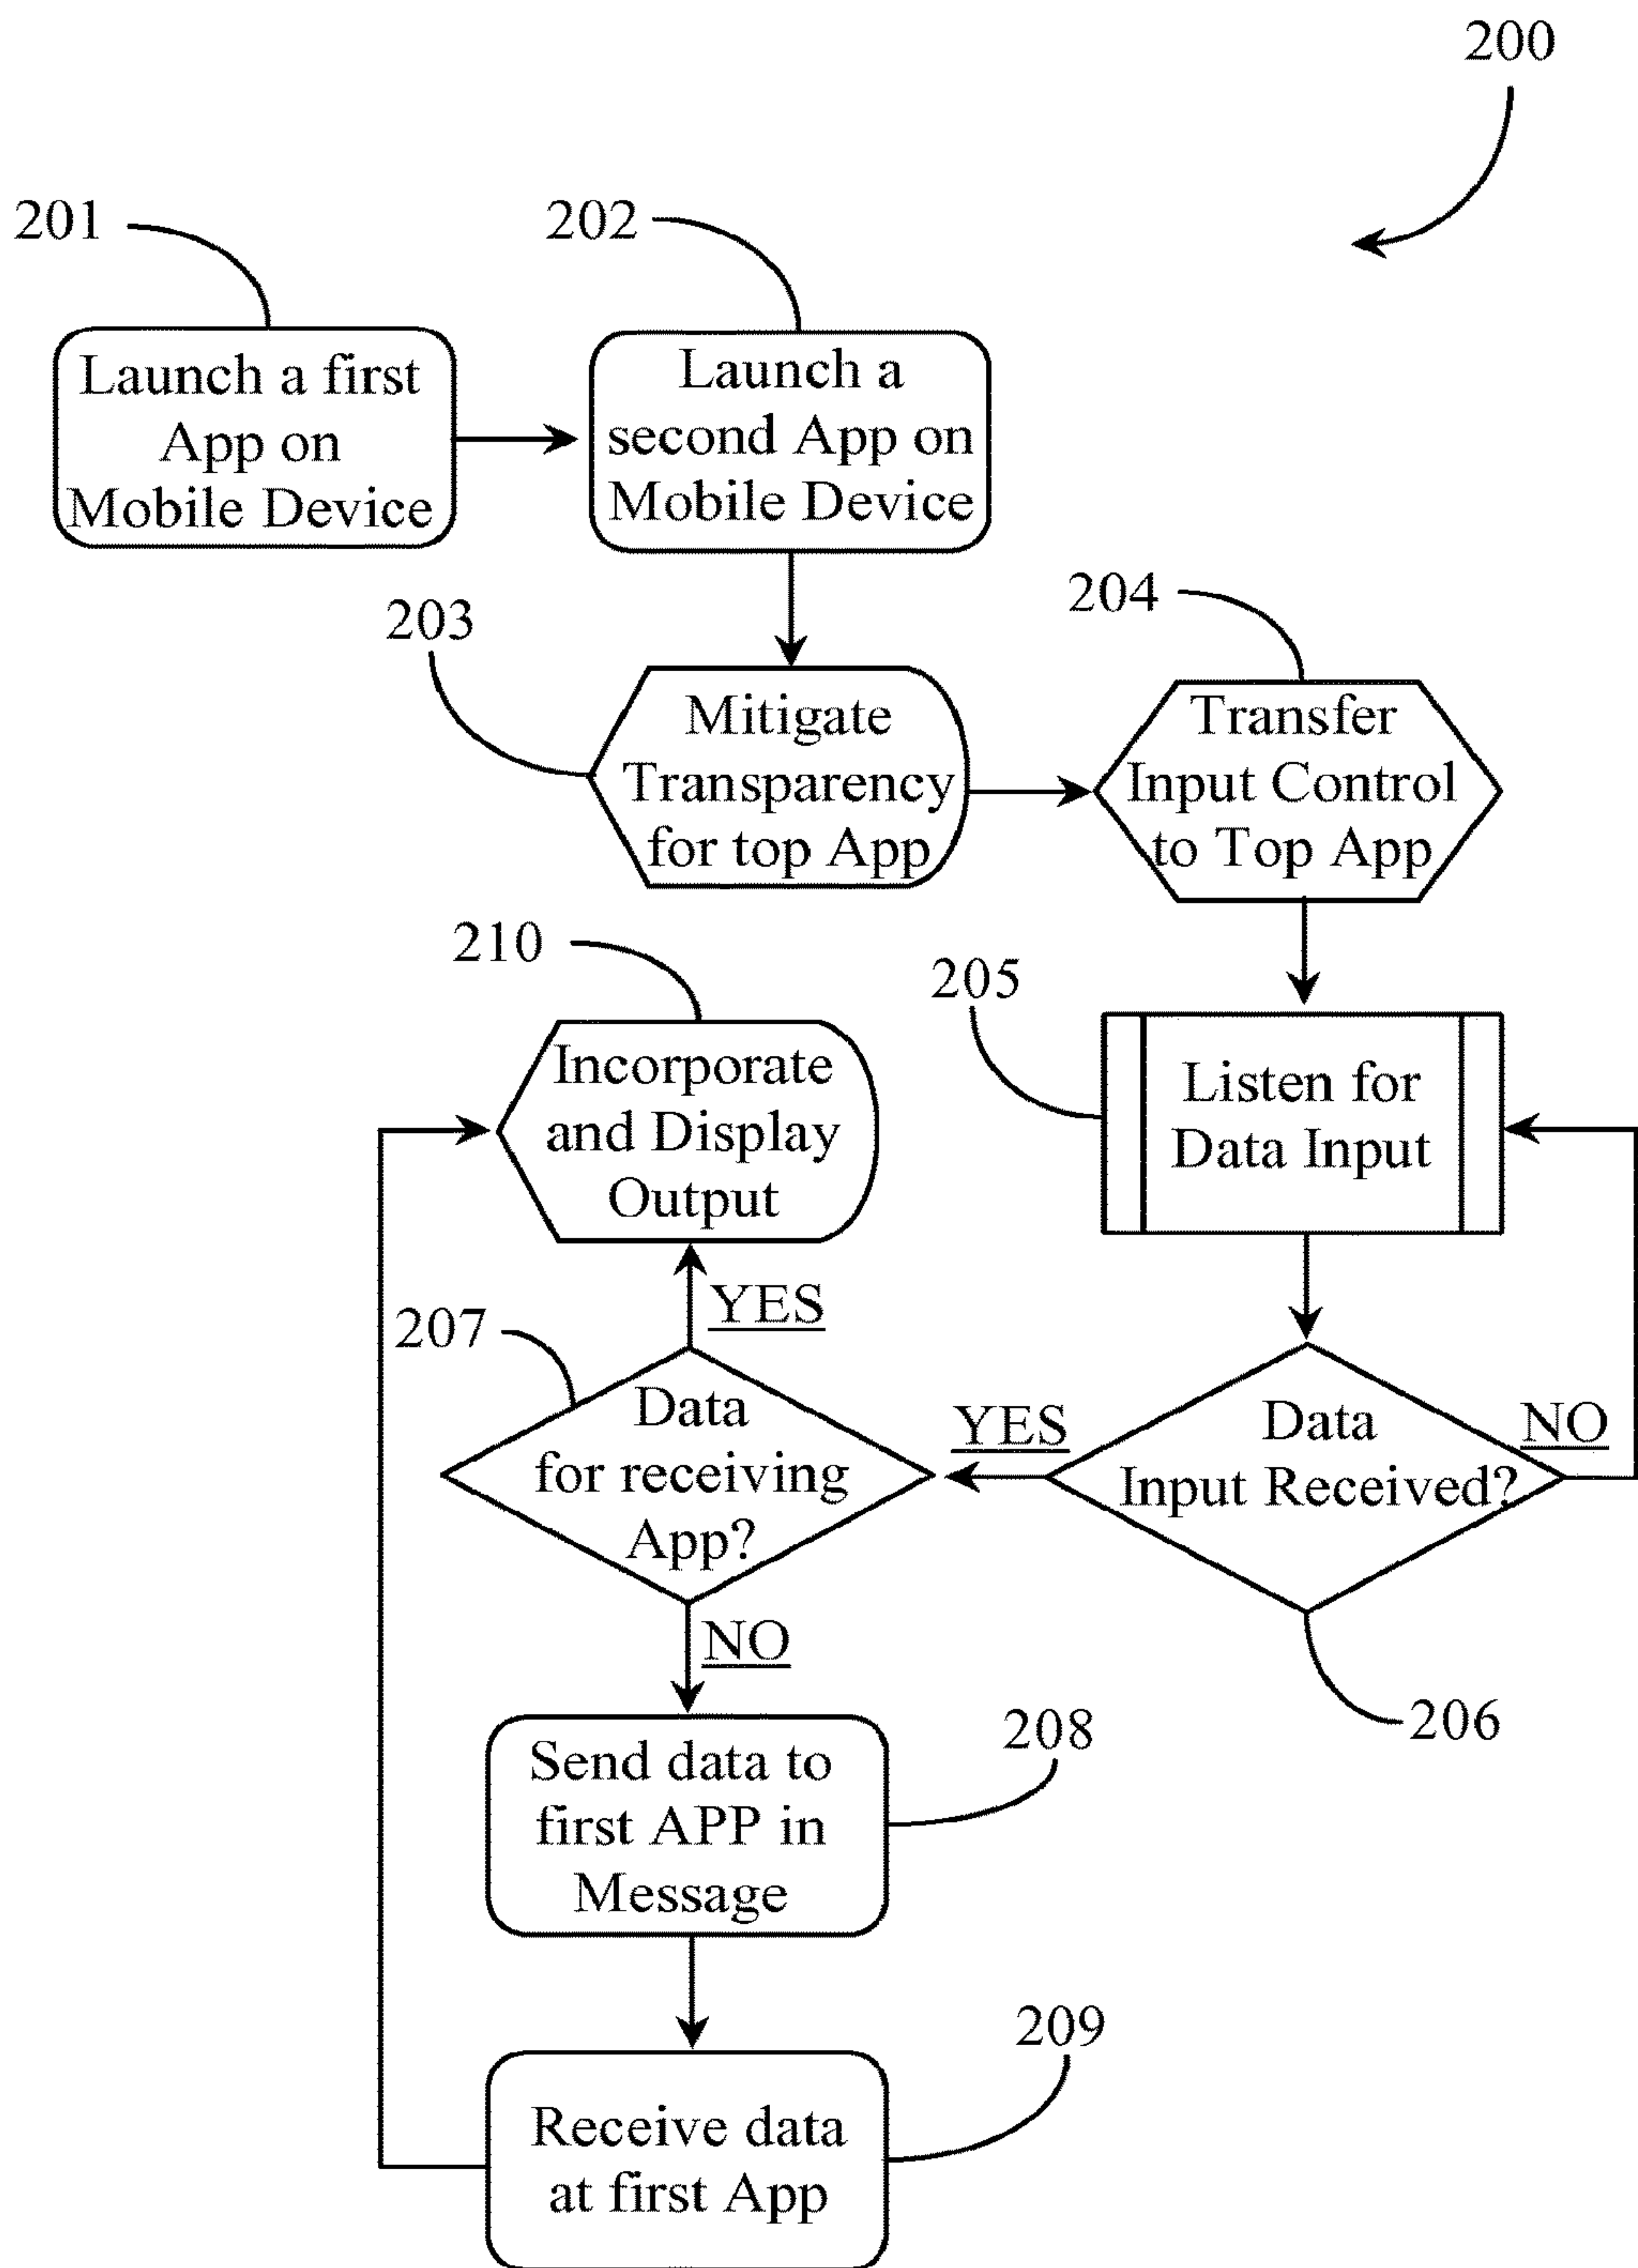 200
201
202
Launch a first
App on
Mobile Device
Launch a
second App on
Mobile Device
203
204
Mitigate
Transparency
for top App
Transfer
Input Control
to Top App
210
205
Incorporate
and Display
Output
Listen for
Data Input
YES
207
Data
for receiving
App?
YES
Data
Input Received?
NO
NO
206
208
Send data to
first APP in
Message
209
Receive data
at first App